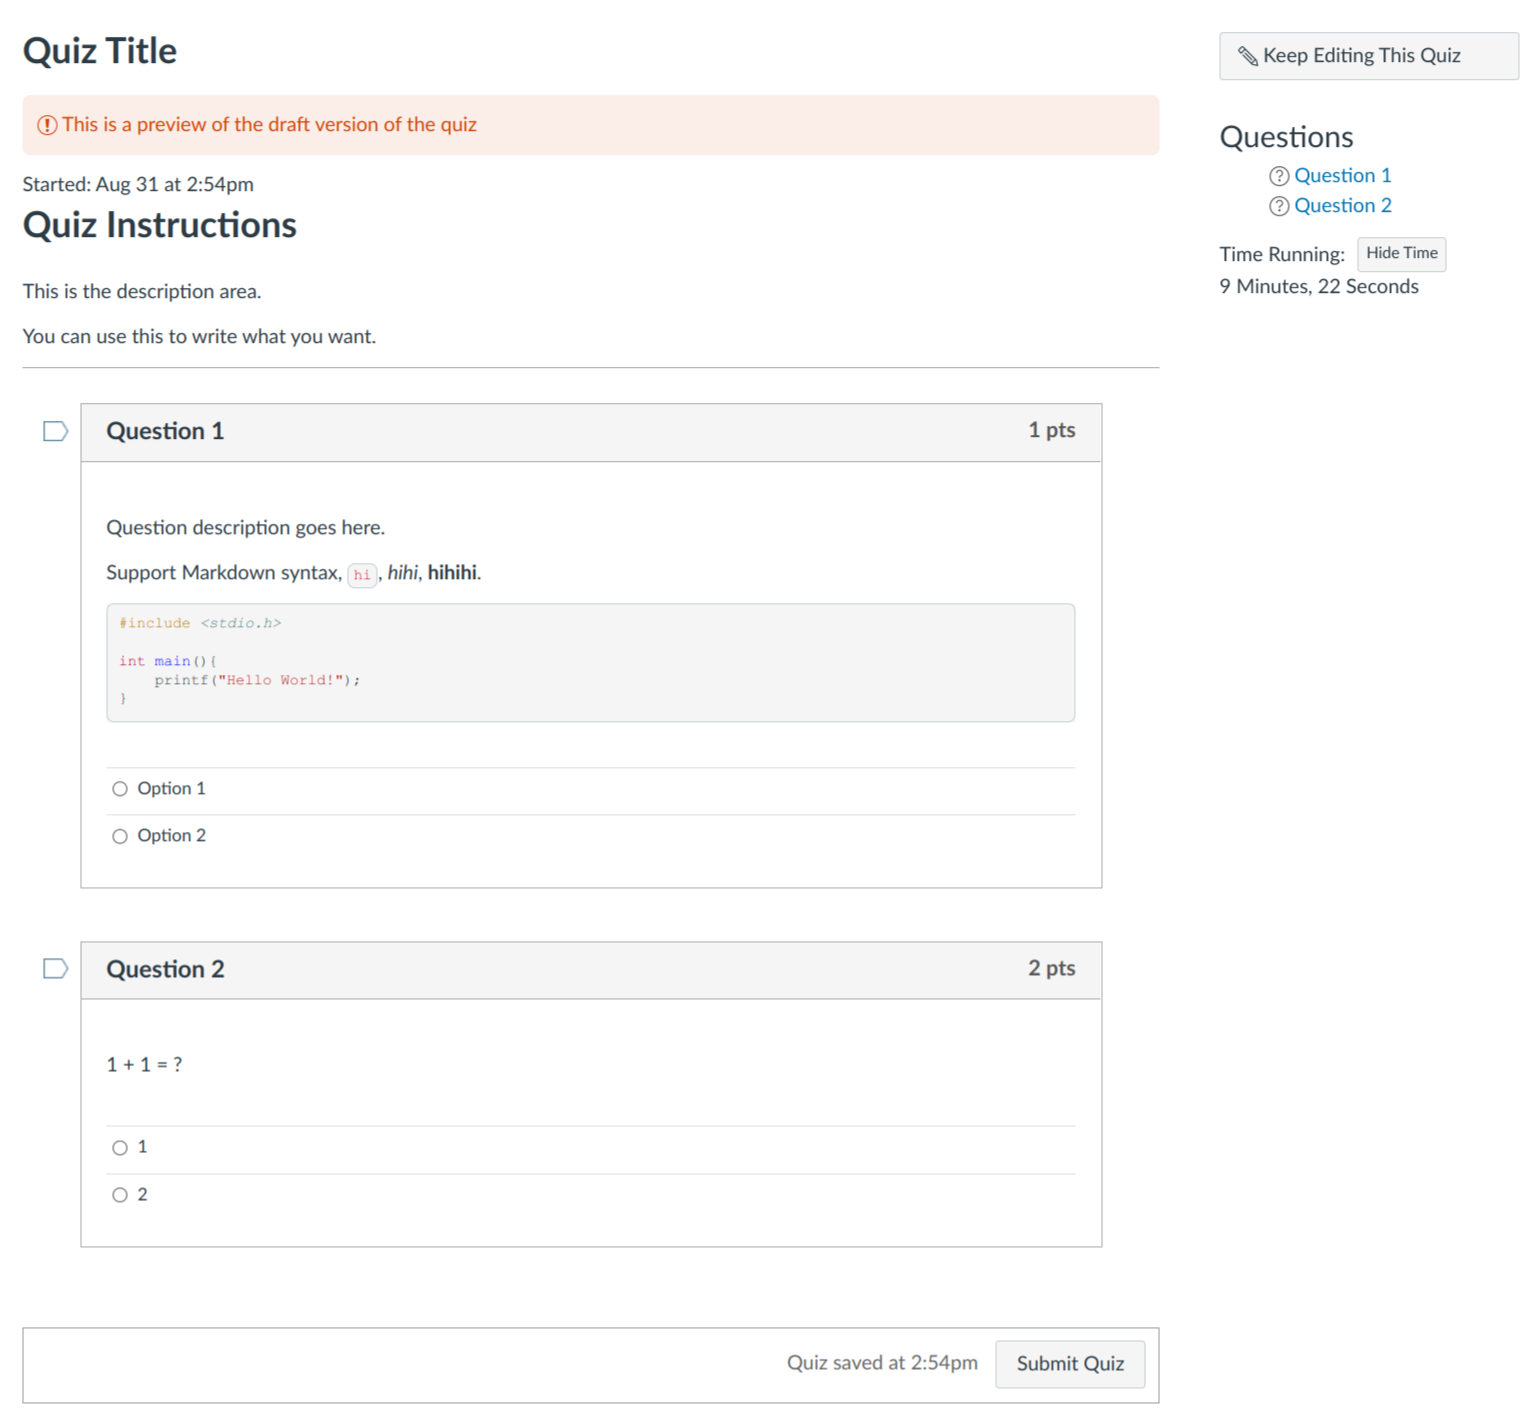 Quiz Title
This is a preview of the draft version of the quiz
Started: Aug 31 at 2:54pm
Quiz Instructions
This is the description area.
You can use this to write what you want.
Question 1
1 pts
Question description goes here.
Support Markdown syntax, hi, hihi, hihihi.
#include <stdio.h>
int main(){
    printf("Hello World!");
}
Option 1
Option 2
Question 2
2 pts
1 + 1 = ?
1
2
Quiz saved at 2:54pm
Submit Quiz
Keep Editing This Quiz
Questions
Question 1
Question 2
Time Running: Hide Time
9 Minutes, 22 Seconds